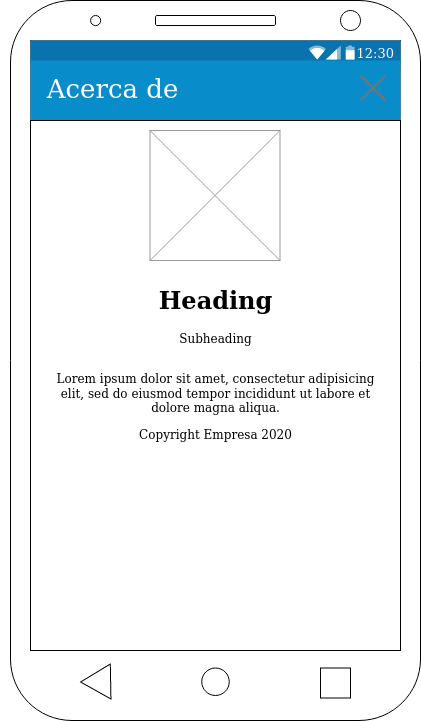 12:30
Acerca de
Heading
Subheading
Lorem ipsum dolor sit amet, consectetur adipisicing
elit, sed do eiusmod tempor incididunt ut labore et
dolore magna aliqua.
Copyright Empresa 2020